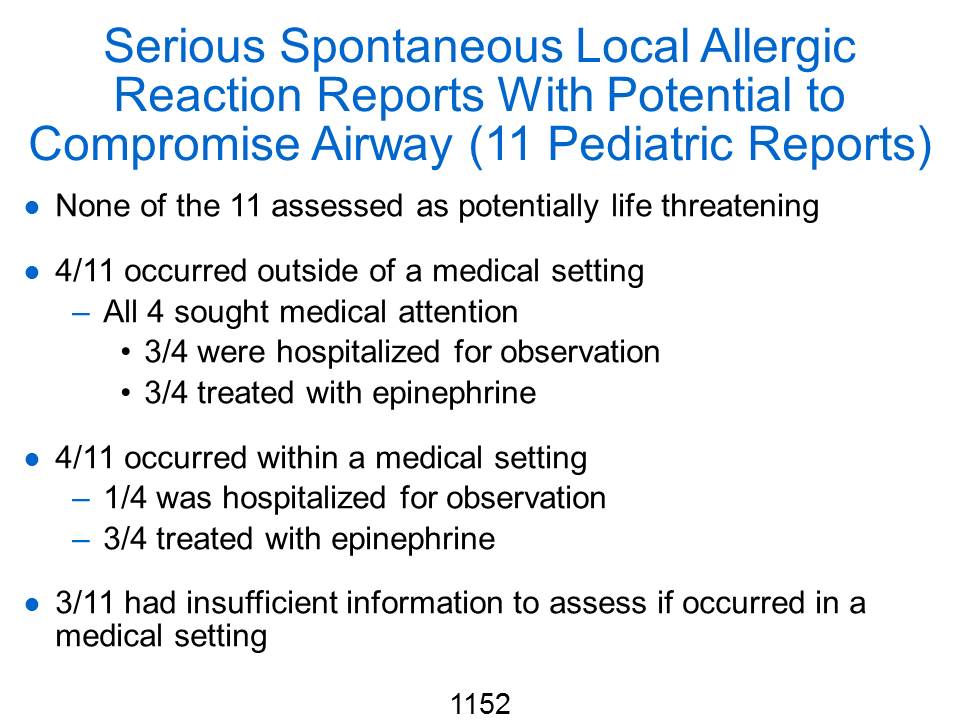 Serious Spontaneous Local Allergic
Reaction Reports With Potential to
Compromise Airway (11 Pediatric Reports)
● None of the 11 assessed as potentially life threatening
● 4/11 occurred outside of a medical setting
– All 4 sought medical attention
• 3/4 were hospitalized for observation
• 3/4 treated with epinephrine
● 4/11 occurred within a medical setting
– 1/4 was hospitalized for observation
– 3/4 treated with epinephrine
● 3/11 had insufficient information to assess if occurred in a
medical setting
1152